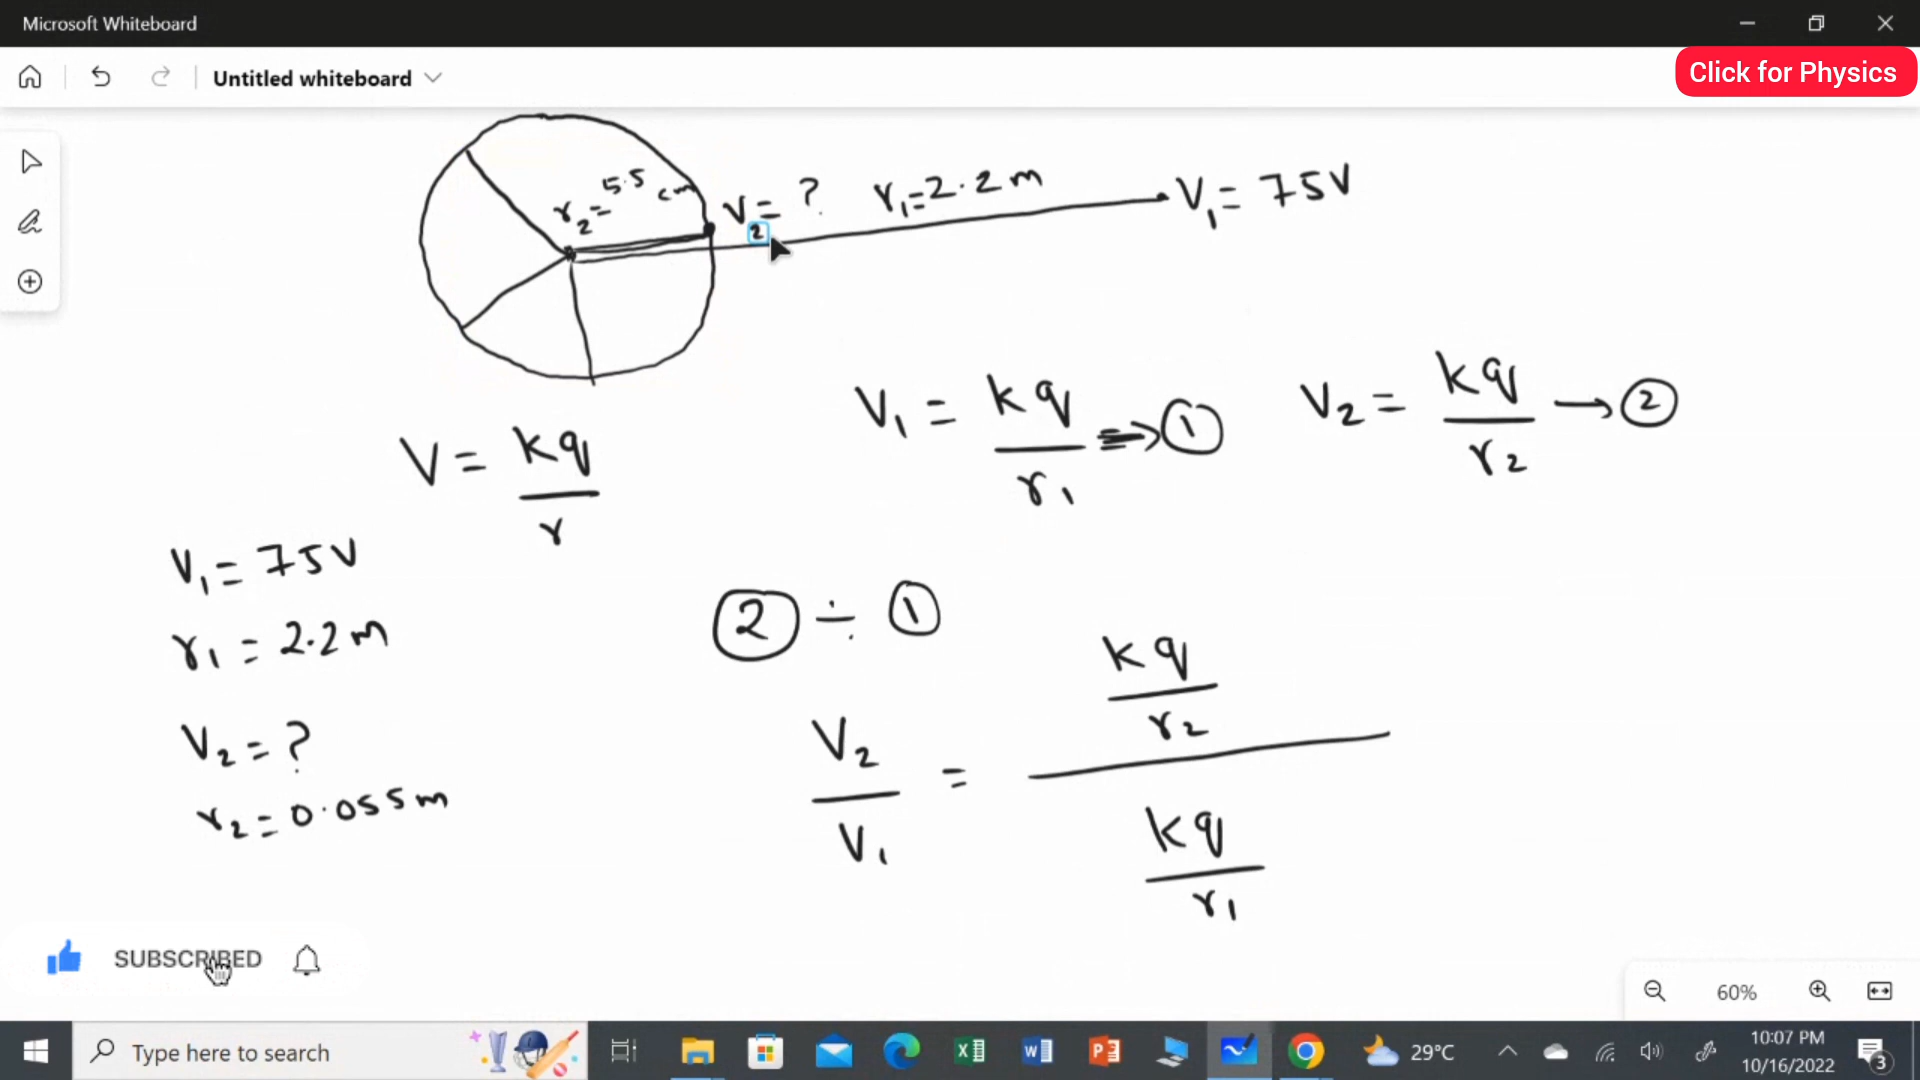 Microsoft Whiteboard
Untitled whiteboard
Click for Physics
r₂ = 5.5 cm
V₂ = ?
r₁ = 2.2 m
V₁ = 75V
V = kq/r
V₁ = kq/r₁ ⇒ ①
V₂ = kq/r₂ → ②
V₁ = 75V
r₁ = 2.2 m
V₂ = ?
r₂ = 0.055 m
② ÷ ①
V₂/V₁ = (kq/r₂)/(kq/r₁)
SUBSCRIBED
60%
Type here to search
29°C
10:07 PM
10/16/2022
3